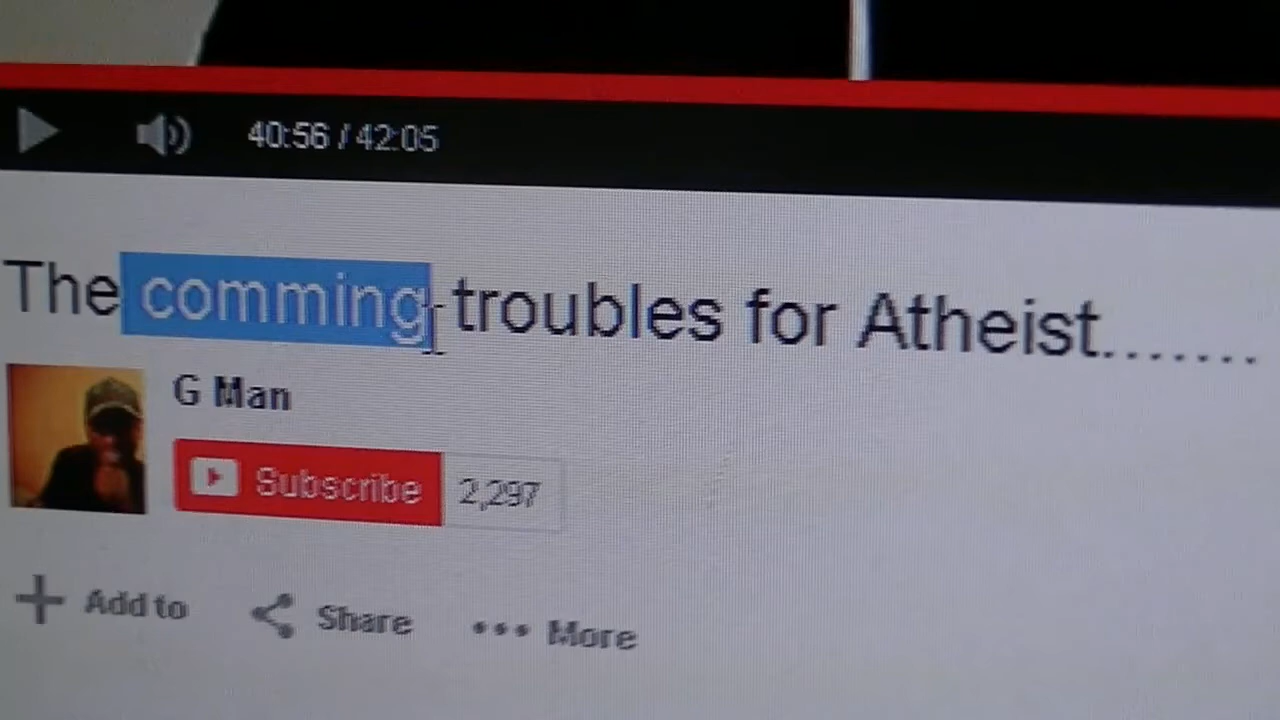 40:56 / 42:05
The comming troubles for Atheist.......
G Man
Subscribe 2,297
Add to Share More